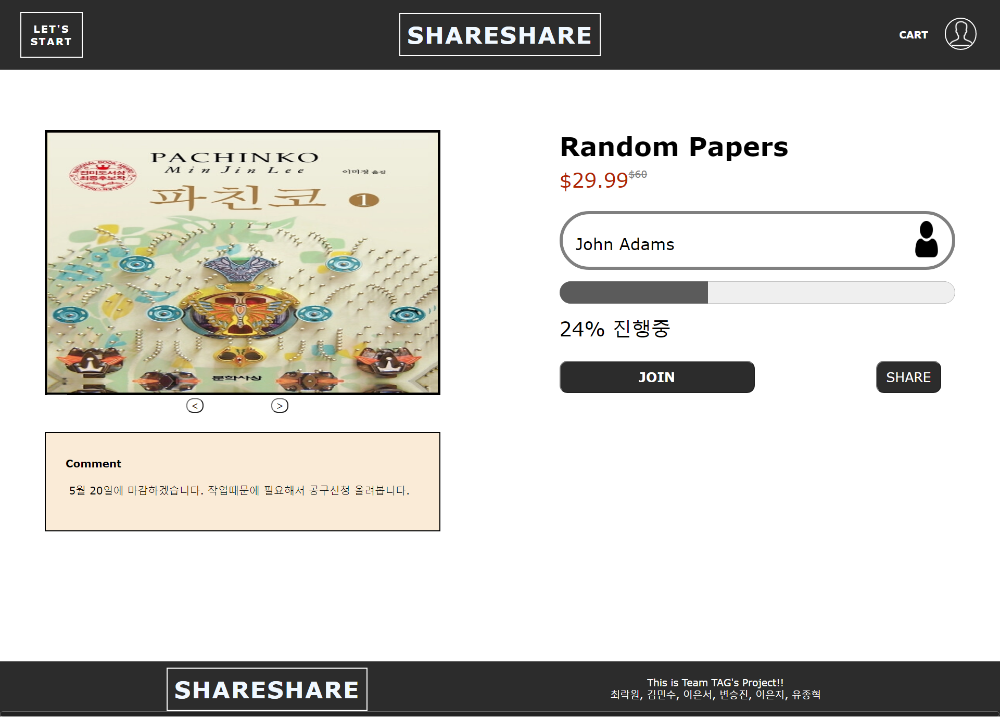 LET'S
START
SHARESHARE
CART
PACHINKO
Min Jin Lee
이미정 옮김
NATIONAL BOOK AWARD
전미도서상
최종후보작
파친코 1
문학사상
< >
Comment
5월 20일에 마감하겠습니다. 작업때문에 필요해서 공구신청 올려봅니다.
Random Papers
$29.99 $60
John Adams
24% 진행중
JOIN
SHARE
SHARESHARE
This is Team TAG's Project!!
최락원, 김민수, 이은서, 변승진, 이은지, 유종혁